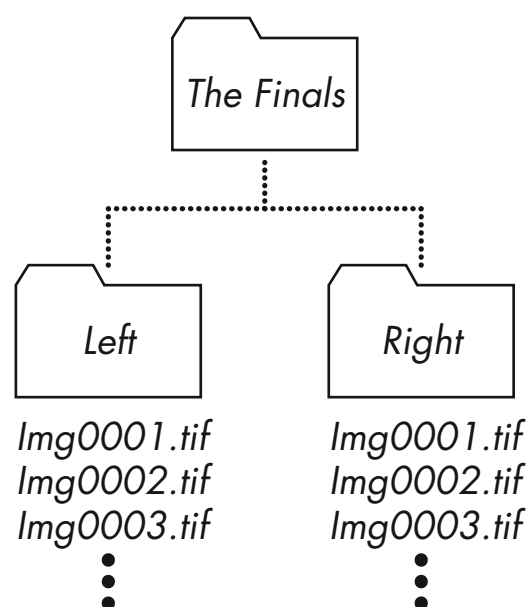 The Finals
Left
Right
Img0001.tif
Img0002.tif
Img0003.tif
Img0001.tif
Img0002.tif
Img0003.tif